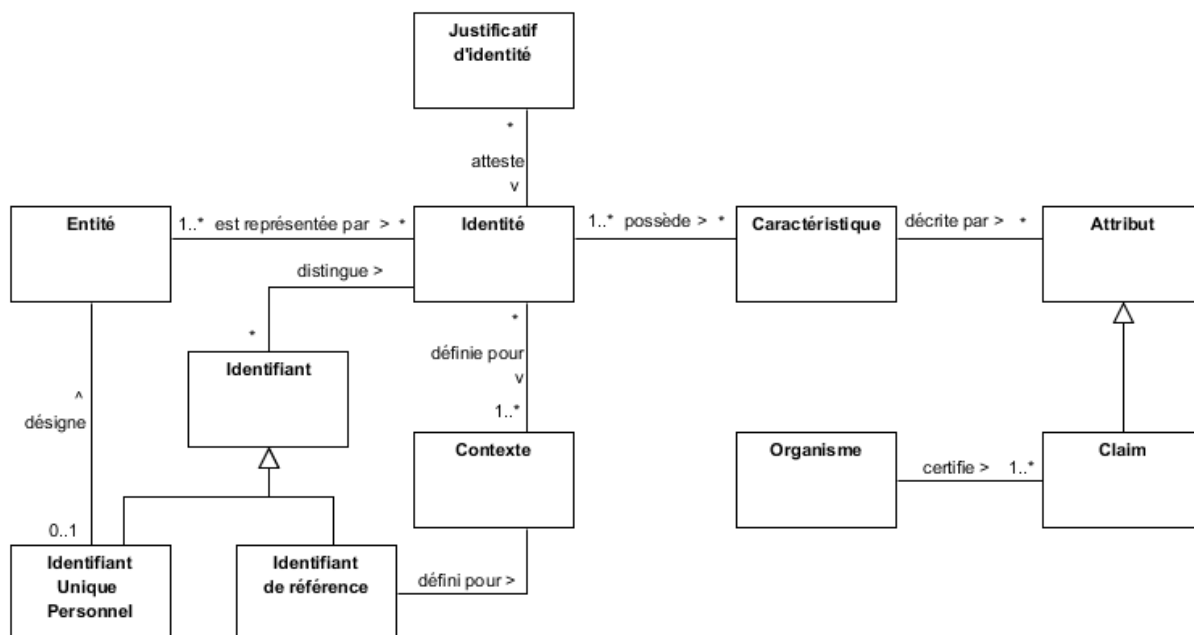 Justificatif
d'identité
*
atteste
v
Entité
1..* est représentée par > *
Identité
1..* possède > *
Caractéristique
décrite par > *
Attribut
distingue >
*
Identifiant
*
définie pour
v
1..*
^
désigne
0..1
Contexte
Organisme
certifie > 1..*
Claim
Identifiant
Unique
Personnel
Identifiant
de référence
défini pour >